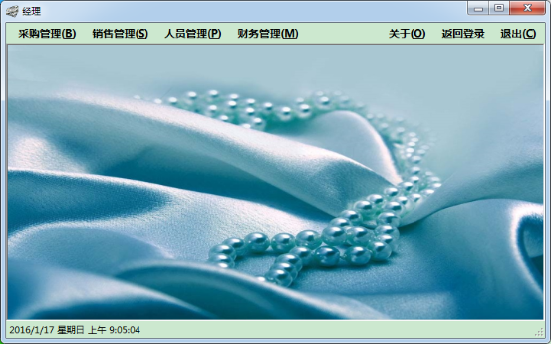 经理
采购管理(B) 销售管理(S) 人员管理(P) 财务管理(M) 关于(O) 返回登录 退出(C)
2016/1/17 星期日 上午 9:05:04